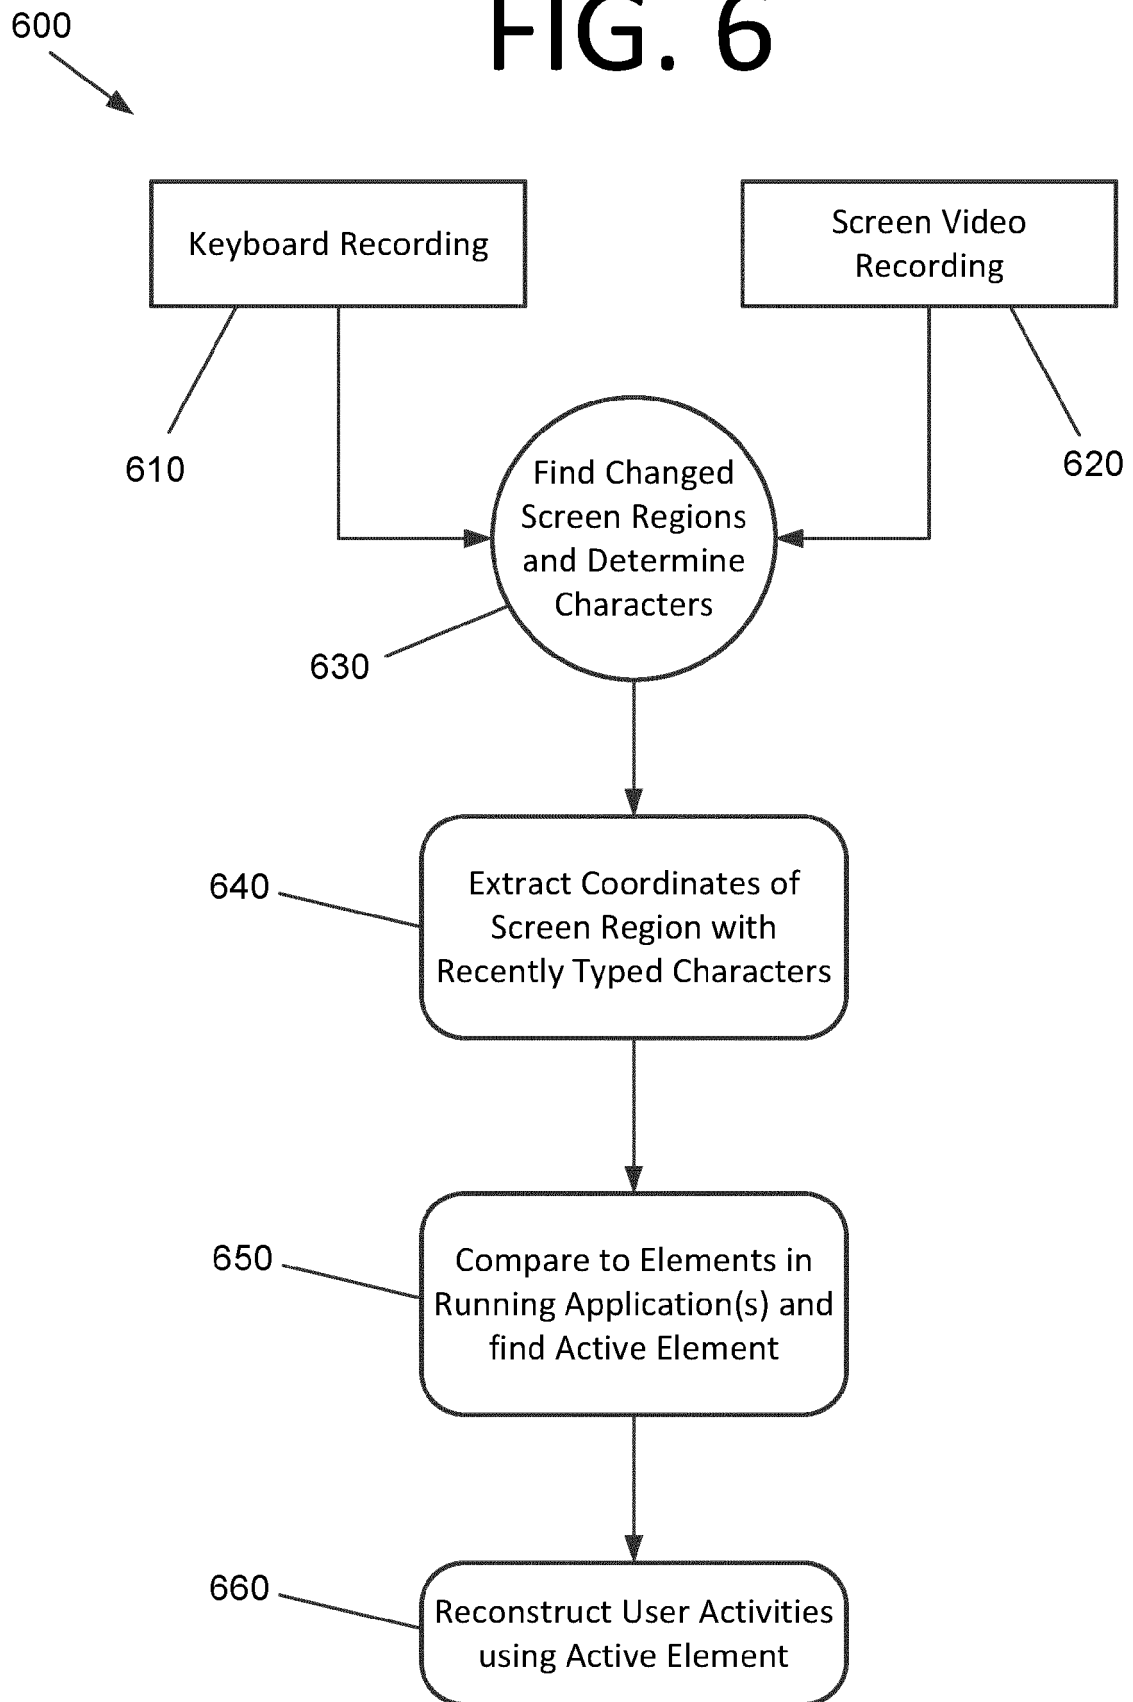 600
FIG. 6
Keyboard Recording
Screen Video
Recording
610
620
Find Changed
Screen Regions
and Determine
Characters
630
640
Extract Coordinates of
Screen Region with
Recently Typed Characters
650
Compare to Elements in
Running Application(s) and
find Active Element
660
Reconstruct User Activities
using Active Element